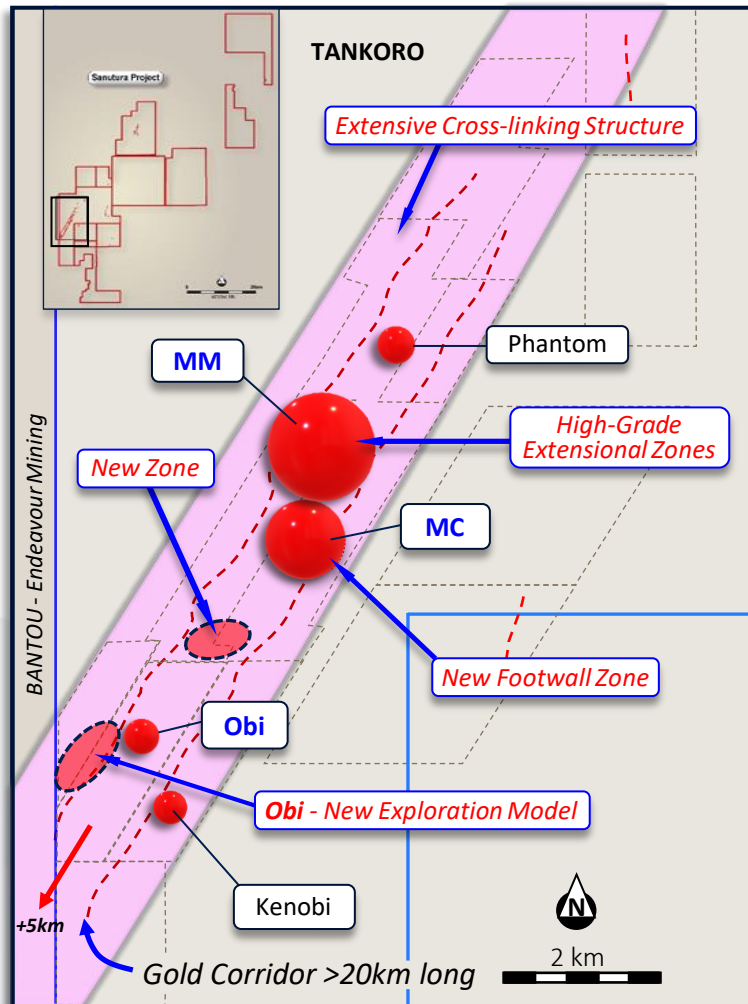 TANKORO
Sanutura Project
Extensive Cross-linking Structure
Phantom
MM
High-Grade
Extensional Zones
New Zone
MC
BANTOU - Endeavour Mining
New Footwall Zone
Obi
Obi - New Exploration Model
Kenobi
+5km
N
2 km
Gold Corridor >20km long